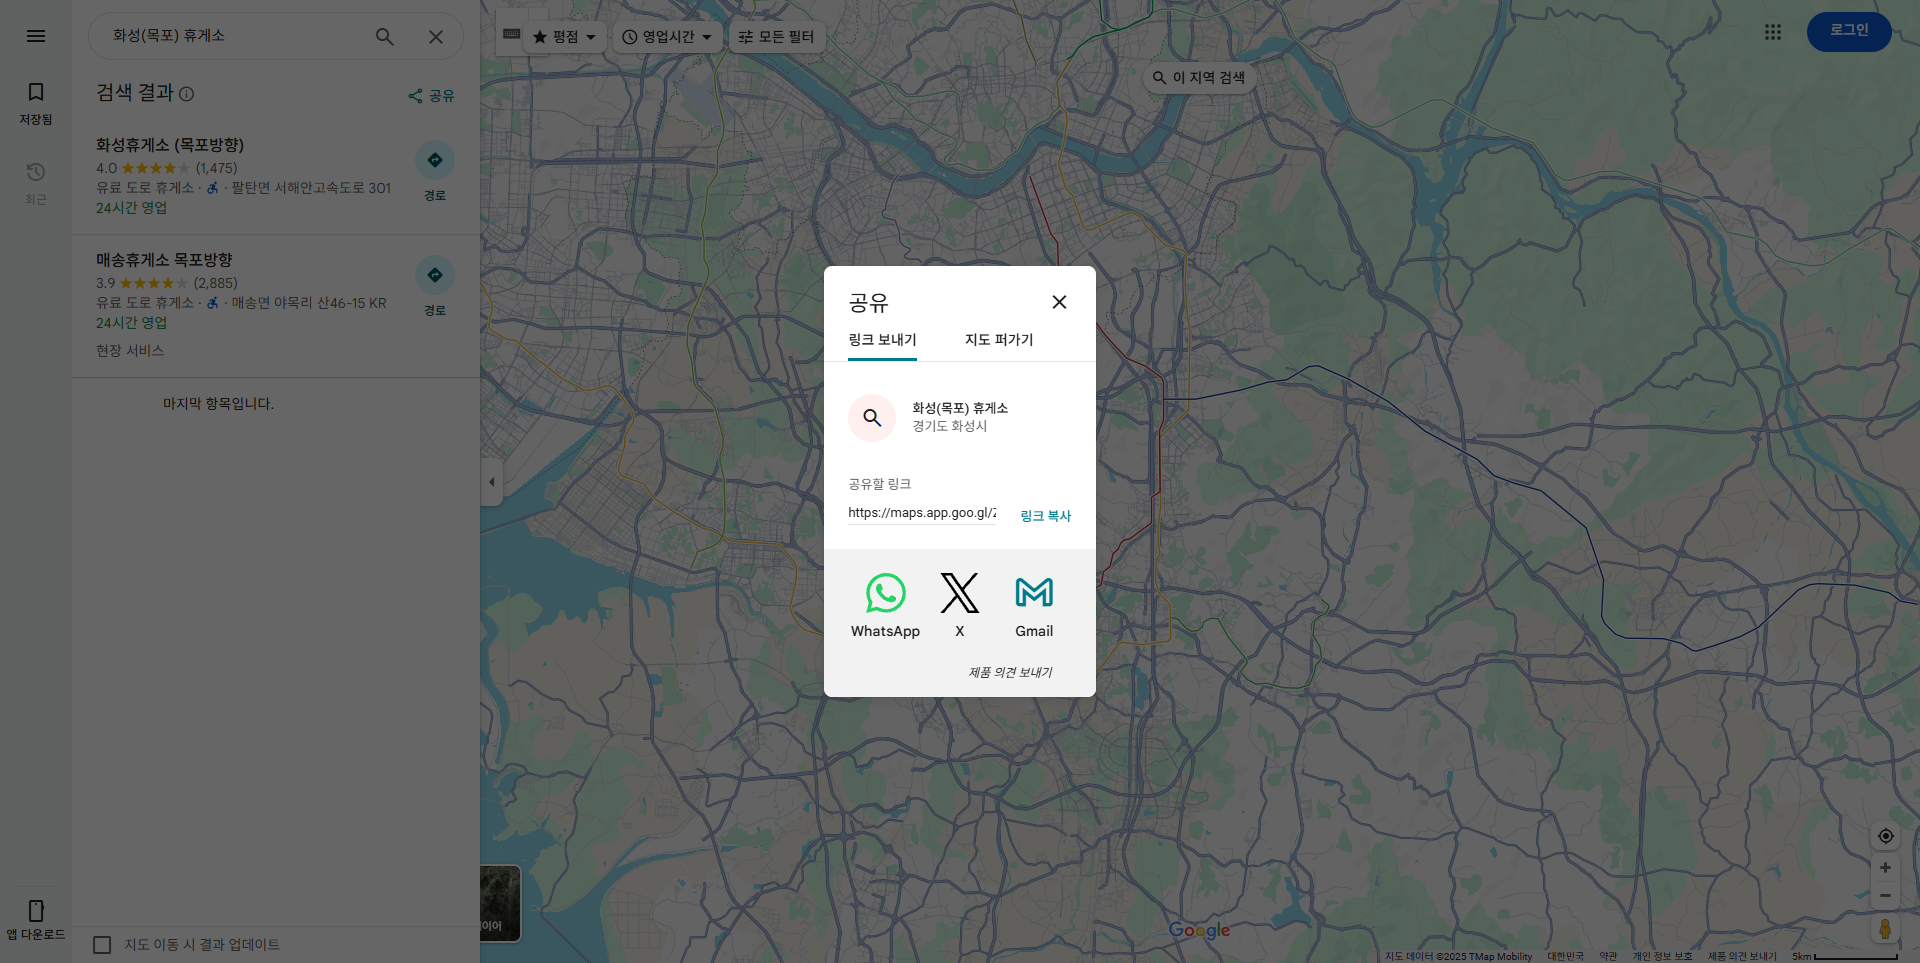 화성(목포) 휴게소
평점
영업시간
모든 필터
로그인
이 지역 검색
저장됨
최근
검색 결과
공유
화성휴게소 (목포방향)
4.0 (1,475)
유료 도로 휴게소 · · 팔탄면 서해안고속도로 301
24시간 영업
경로
매송휴게소 목포방향
3.9 (2,885)
유료 도로 휴게소 · · 매송면 야목리 산46-15 KR
24시간 영업
현장 서비스
경로
마지막 항목입니다.
공유
링크 보내기
지도 퍼가기
화성(목포) 휴게소
경기도 화성시
공유할 링크
https://maps.app.goo.gl/
링크 복사
WhatsApp
X
Gmail
제품 의견 보내기
앱 다운로드
지도 이동 시 결과 업데이트
Google
지도 데이터 ©2025 TMap Mobility
대한민국
약관
개인 정보 보호
제품 의견 보내기
5km